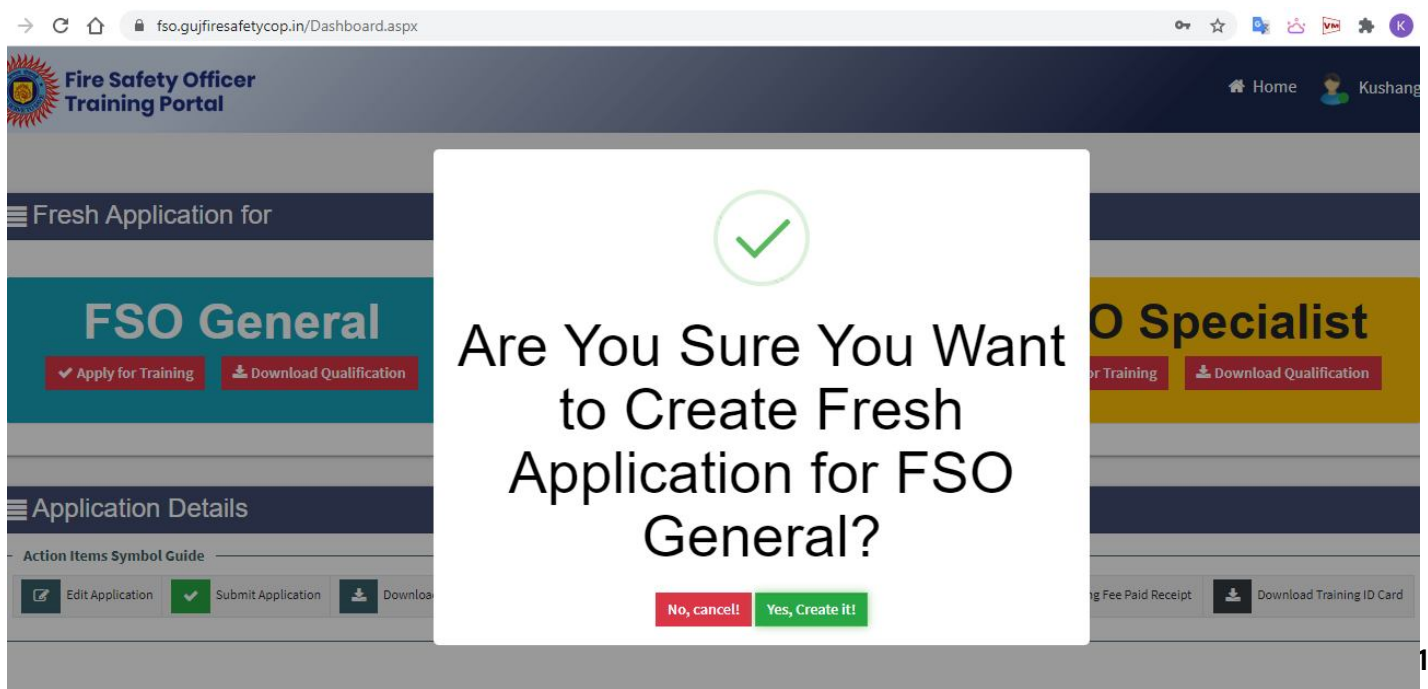 fso.gujfiresafetycop.in/Dashboard.aspx
VM
K
Fire Safety Officer
Training Portal
Home
Kushang
Fresh Application for
FSO General
Apply for Training
Download Qualification
O Specialist
or Training
Download Qualification
Are You Sure You Want
to Create Fresh
Application for FSO
General?
No, cancel!
Yes, Create it!
Application Details
Action Items Symbol Guide
Edit Application
Submit Application
Downloa
ng Fee Paid Receipt
Download Training ID Card
1